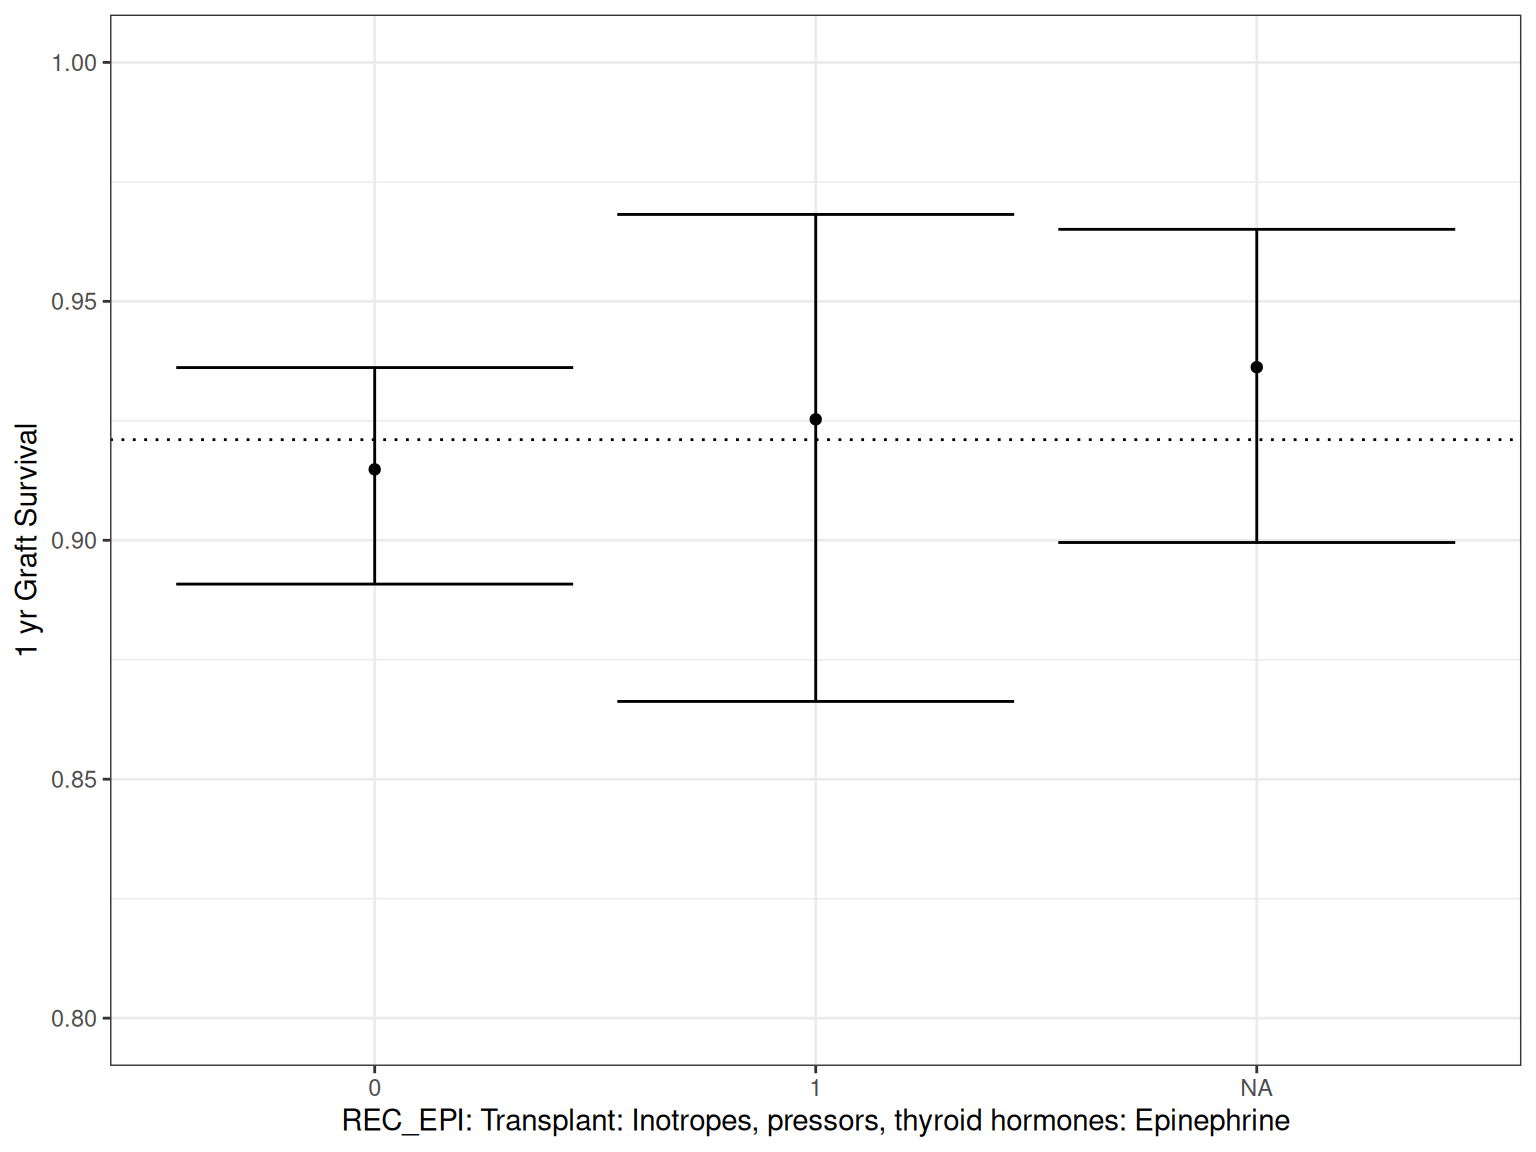 1.00
0.95
0.90
0.85
0.80
1 yr Graft Survival
0 1 NA
REC_EPI: Transplant: Inotropes, pressors, thyroid hormones: Epinephrine